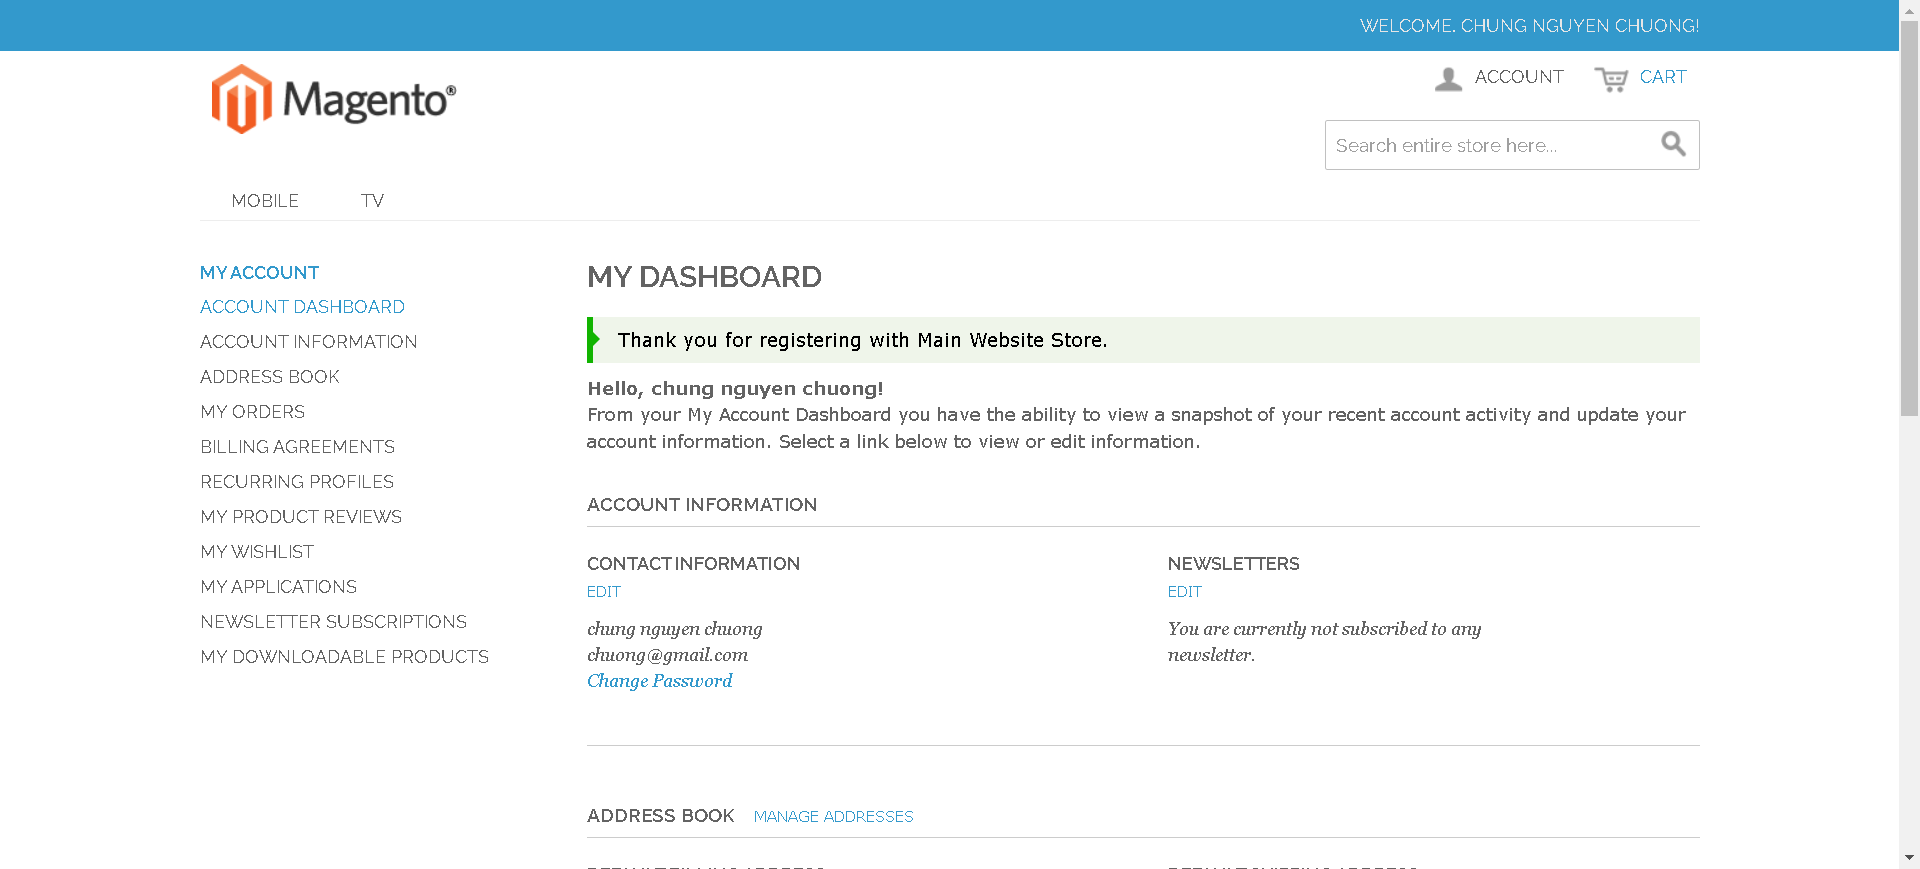 WELCOME, CHUNG NGUYEN CHUONG!
Magento®
ACCOUNT
CART
Search entire store here...
MOBILE
TV
MY ACCOUNT
ACCOUNT DASHBOARD
ACCOUNT INFORMATION
ADDRESS BOOK
MY ORDERS
BILLING AGREEMENTS
RECURRING PROFILES
MY PRODUCT REVIEWS
MY WISHLIST
MY APPLICATIONS
NEWSLETTER SUBSCRIPTIONS
MY DOWNLOADABLE PRODUCTS
MY DASHBOARD
Thank you for registering with Main Website Store.
Hello, chung nguyen chuong!
From your My Account Dashboard you have the ability to view a snapshot of your recent account activity and update your
account information. Select a link below to view or edit information.
ACCOUNT INFORMATION
CONTACT INFORMATION
EDIT
chung nguyen chuong
chuong@gmail.com
Change Password
NEWSLETTERS
EDIT
You are currently not subscribed to any
newsletter.
ADDRESS BOOK MANAGE ADDRESSES